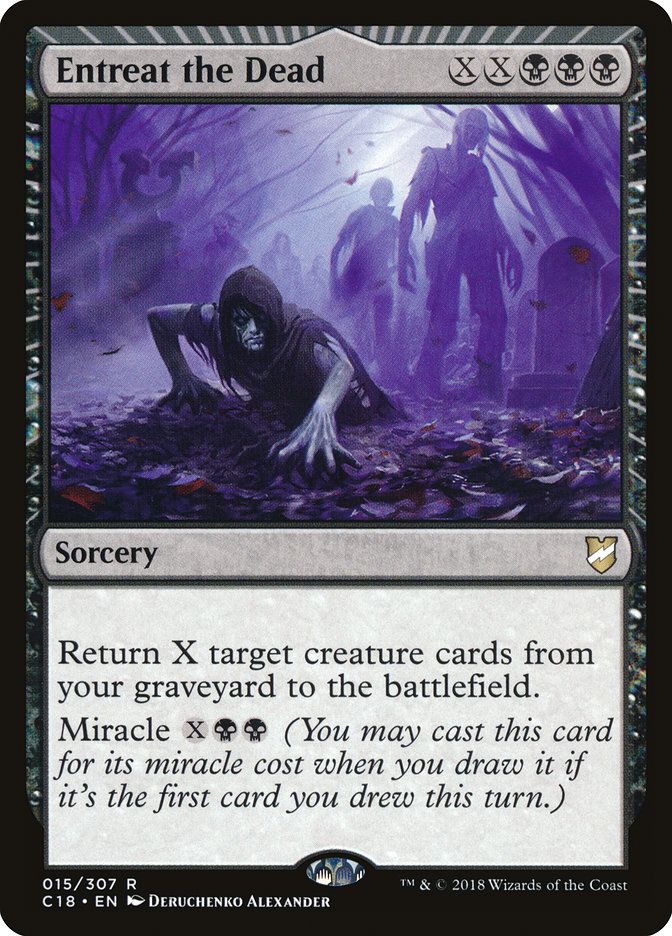 Entreat the Dead XX
Sorcery
Return X target creature cards from
your graveyard to the battlefield.
Miracle X (You may cast this card
for its miracle cost when you draw it if
it's the first card you drew this turn.)
015/307 R
C18 • EN Deruchenko Alexander
™ & © 2018 Wizards of the Coast